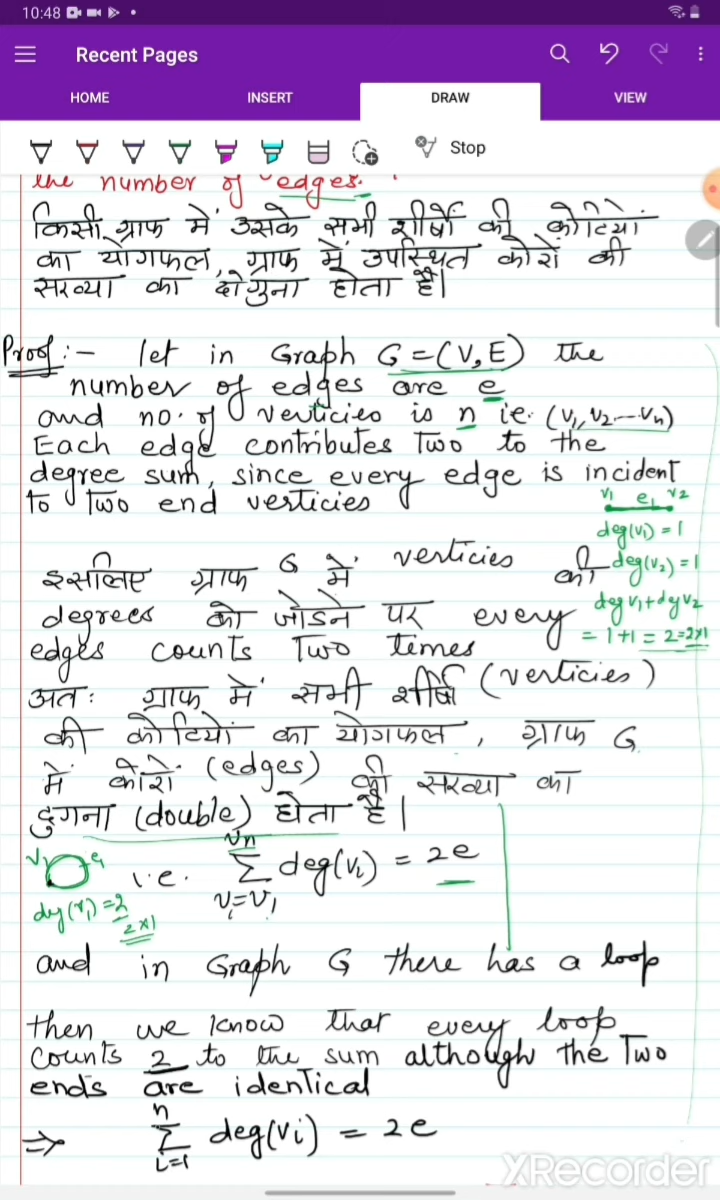 10:48
Recent Pages
HOME INSERT DRAW VIEW
Stop
the number of edges.
किसी ग्राफ में उसके सभी शीर्षों की कोटियों
का योगफल, ग्राफ में उपस्थित कोरों की
संख्या का दोगुना होता है।
Proof:- let in Graph G=(V,E) the
number of edges are e
and no. of verticies is n ie. (V1,V2--Vn)
Each edge contributes Two to the
degree sum, since every edge is incident
to Two end verticies
v1 e1 v2
deg(v1) = 1
deg(v2) = 1
deg v1 + deg v2
= 1+1 = 2 = 2×1
इसलिए ग्राफ G में verticies की
degrees को जोडने पर every
edges counts Two times
अतः ग्राफ में सभी शीर्षों (verticies)
की कोटियों का योगफल, ग्राफ G
में कोरों (edges) की संख्या का
दुगना (double) होता है।
v1 e1
deg(v1) = 2
2×1
i.e. Vn Σ Vi=V1 deg(Vi) = 2e
and in Graph G there has a loop
then we know that every loop
counts 2 to the sum although the Two
ends are identical
⇒ n Σ i=1 deg(Vi) = 2e
XRecorder